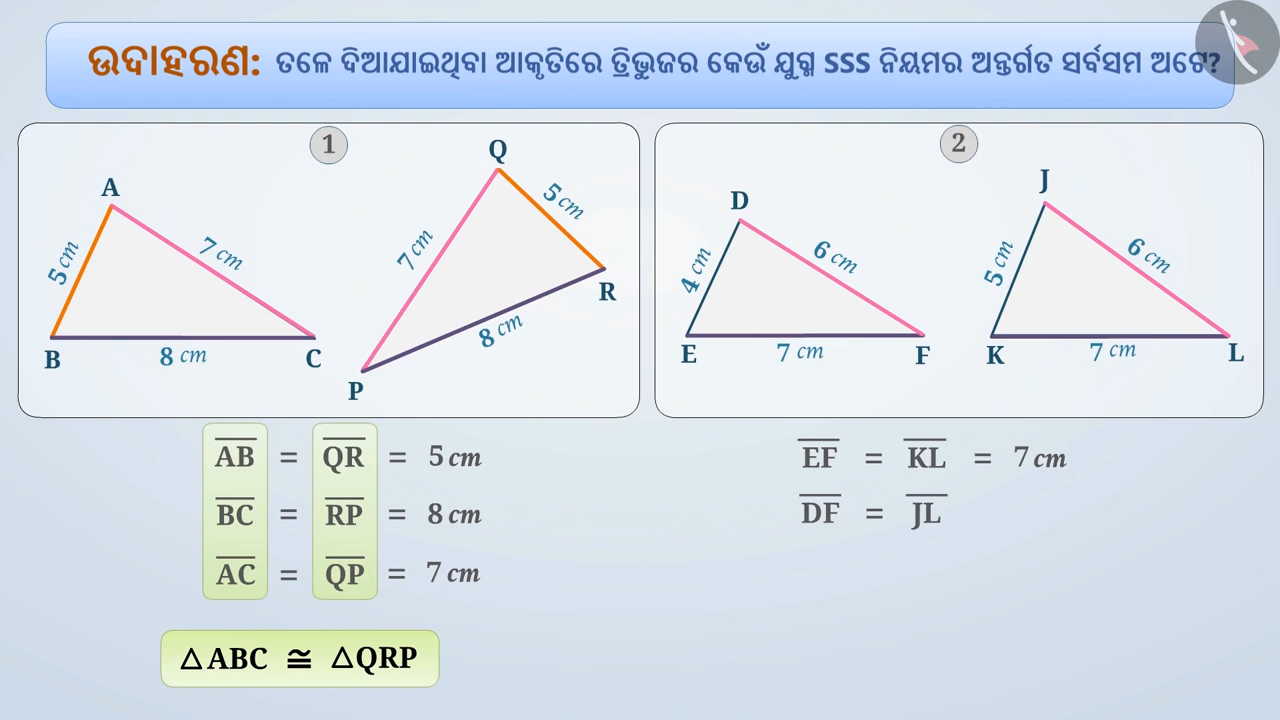 ଉଦାହରଣ: ତଳେ ଦିଆଯାଇଥିବା ଆକୃତିରେ ତ୍ରିଭୁଜର କେଉଁ ଯୁଗ୍ମ SSS ନିୟମର ଅନ୍ତର୍ଗତ ସର୍ବସମ ଅଟେ?
1
A
B
C
5 cm
7 cm
8 cm
Q
P
R
7 cm
5 cm
8 cm
2
D
E
F
4 cm
6 cm
7 cm
J
K
L
5 cm
6 cm
7 cm
AB = QR = 5 cm
BC = RP = 8 cm
AC = QP = 7 cm
△ABC ≅ △QRP
EF = KL = 7 cm
DF = JL